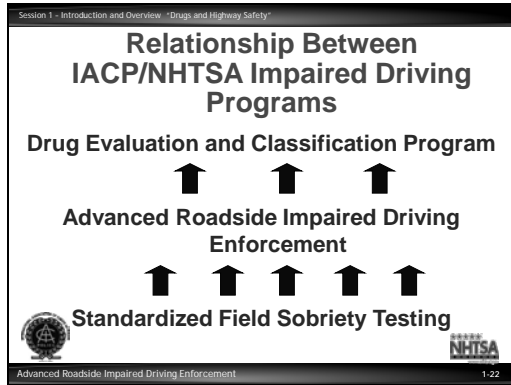 Session 1 - Introduction and Overview "Drugs and Highway Safety"
Relationship Between
IACP/NHTSA Impaired Driving
Programs
Drug Evaluation and Classification Program
Advanced Roadside Impaired Driving
Enforcement
Standardized Field Sobriety Testing
NHTSA
Advanced Roadside Impaired Driving Enforcement
1-22